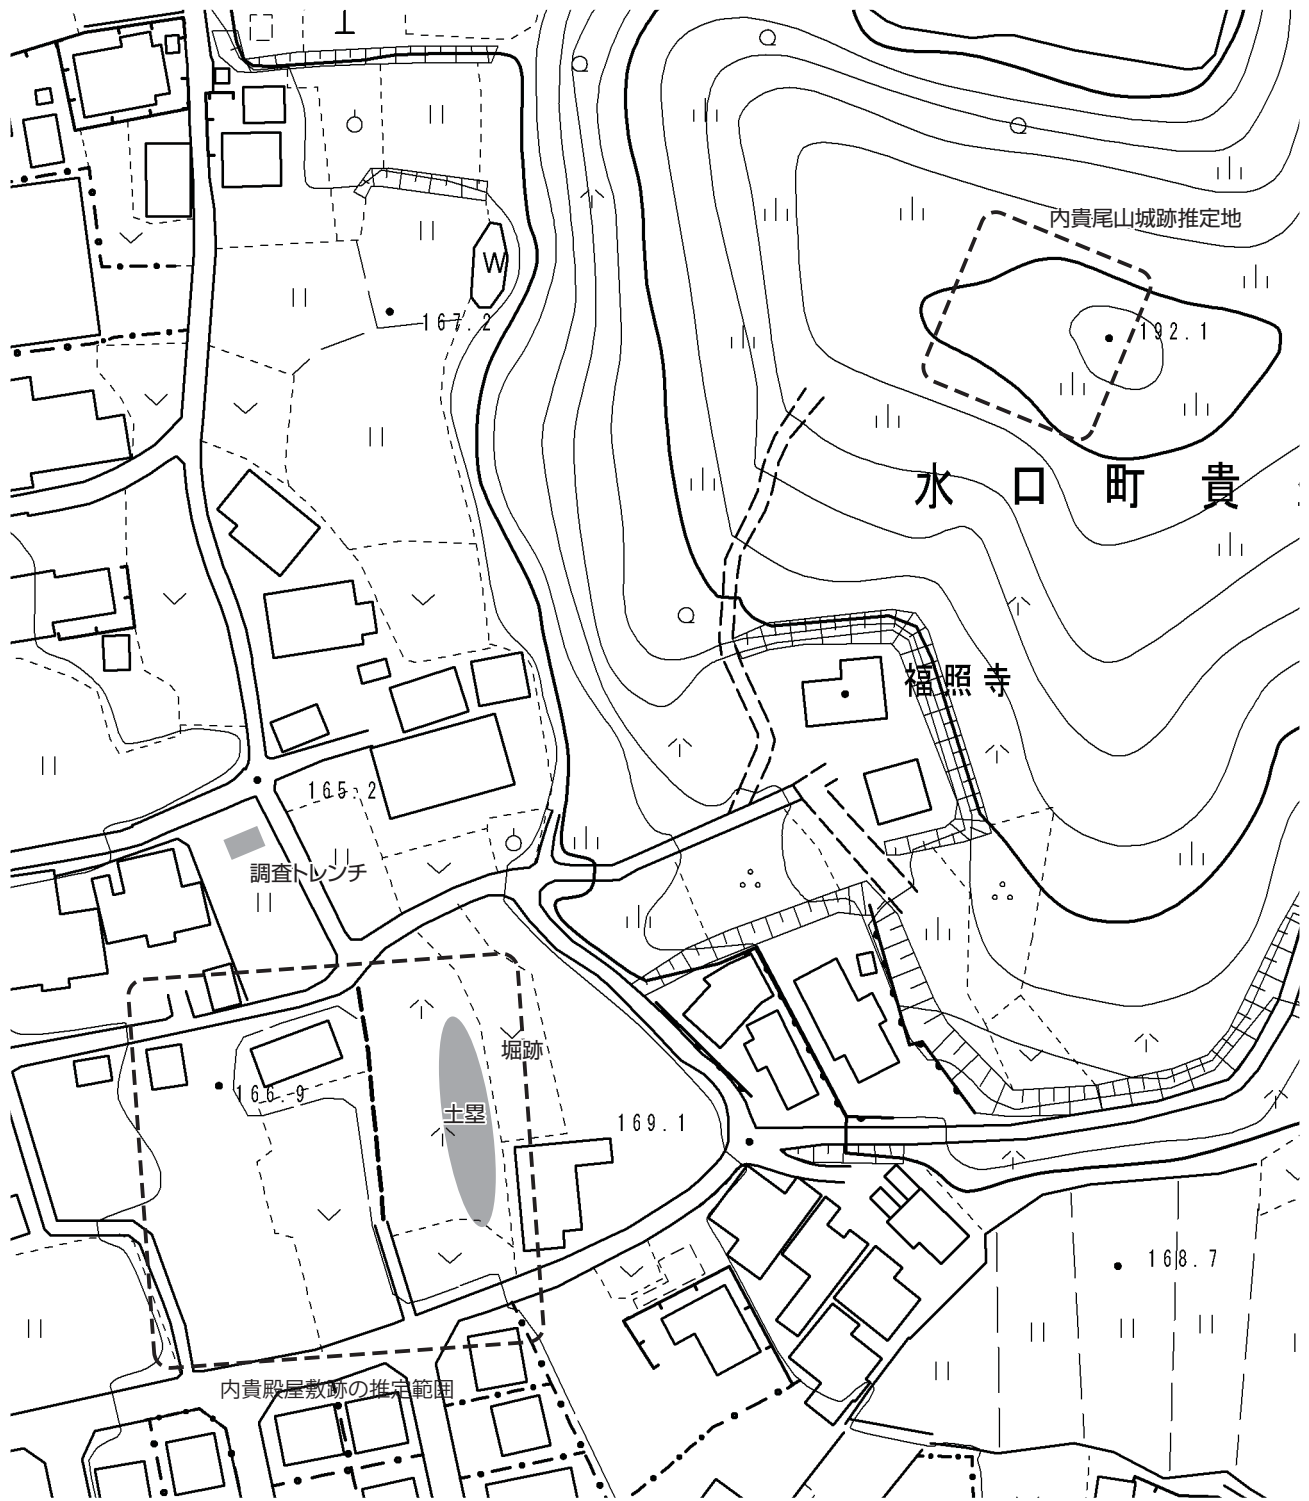 内貴尾山城跡推定地
W
167.2
192.1
水口町貴
福照寺
165.2
調査トレンチ
堀跡
166.9
土塁
169.1
168.7
内貴殿屋敷跡の推定範囲